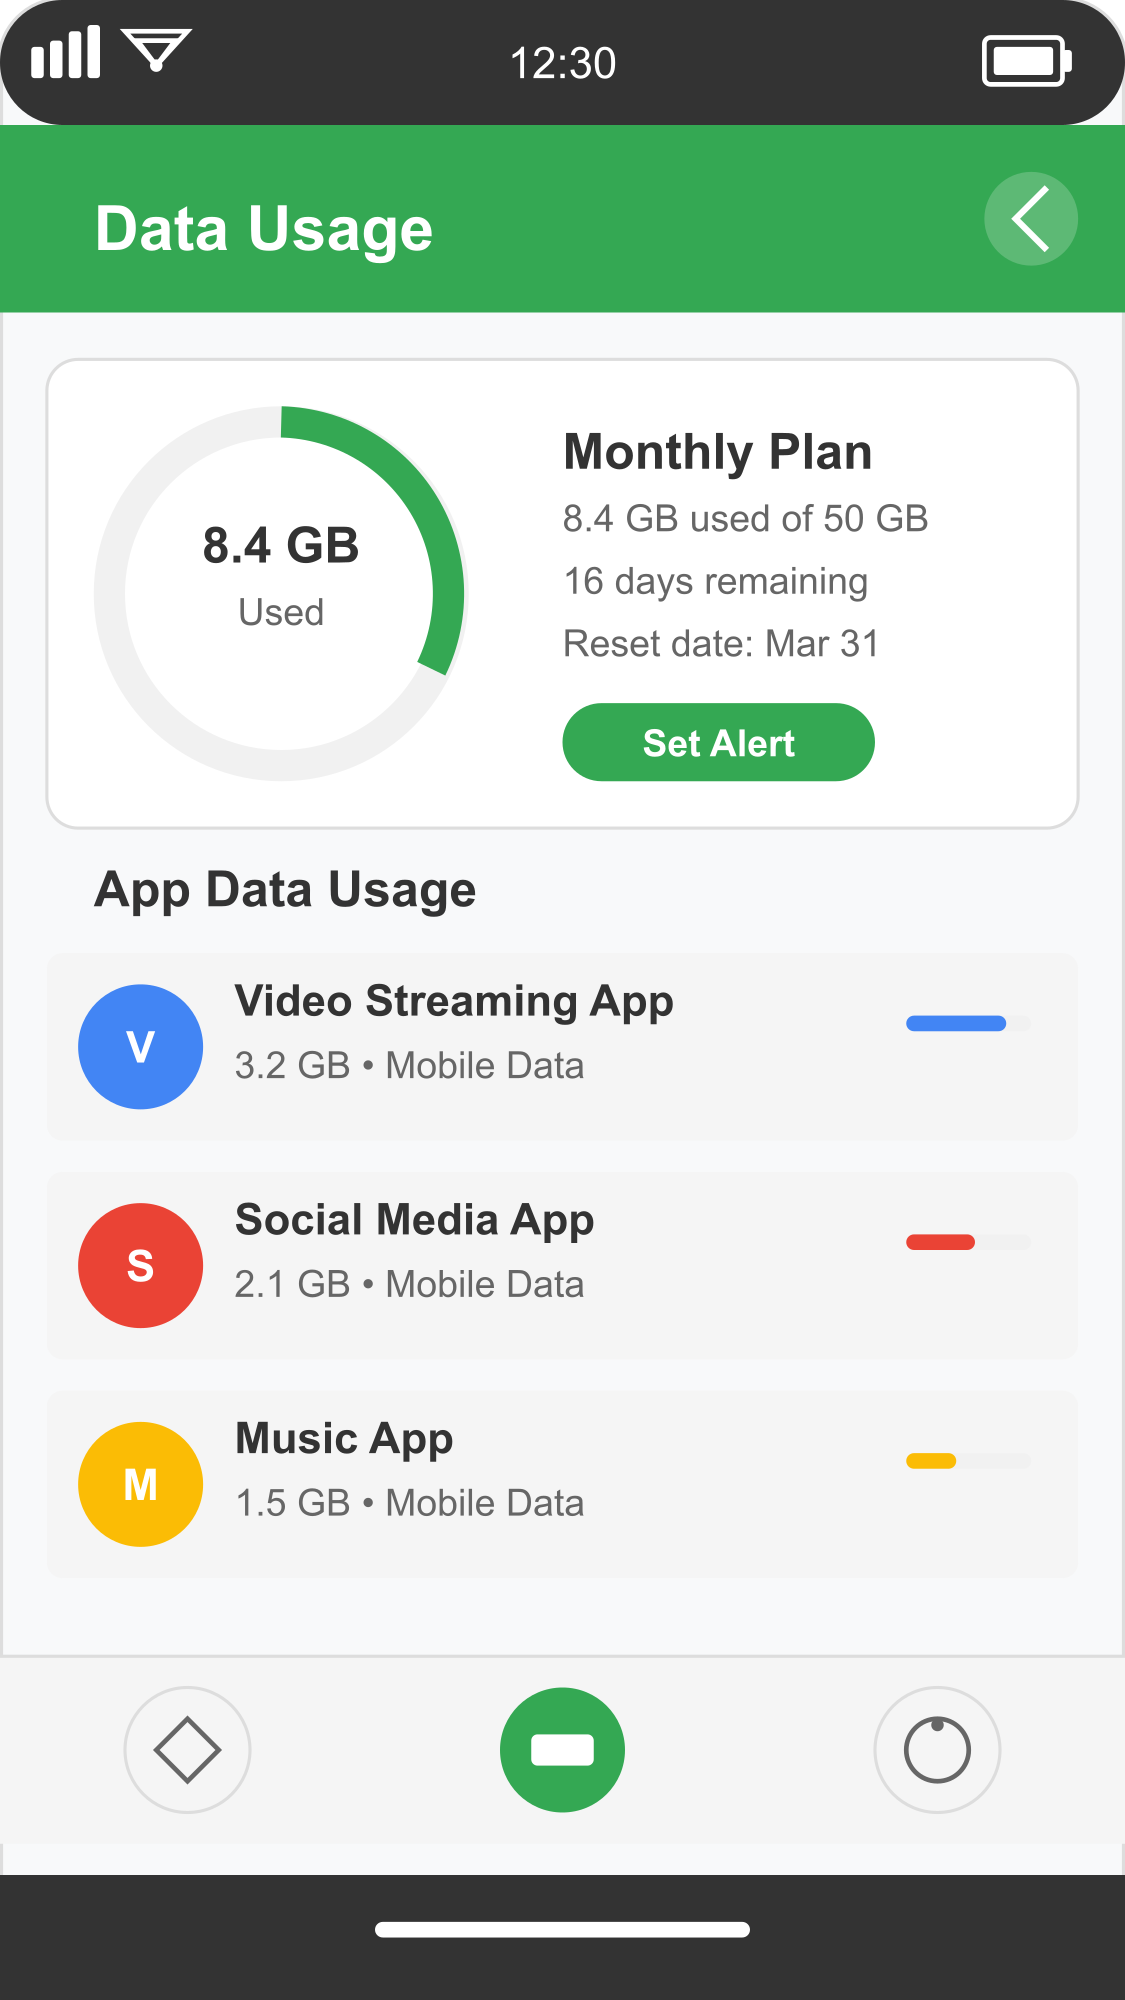 12:30
Data Usage
8.4 GB
Used
Monthly Plan
8.4 GB used of 50 GB
16 days remaining
Reset date: Mar 31
Set Alert
App Data Usage
V
Video Streaming App
3.2 GB • Mobile Data
S
Social Media App
2.1 GB • Mobile Data
M
Music App
1.5 GB • Mobile Data